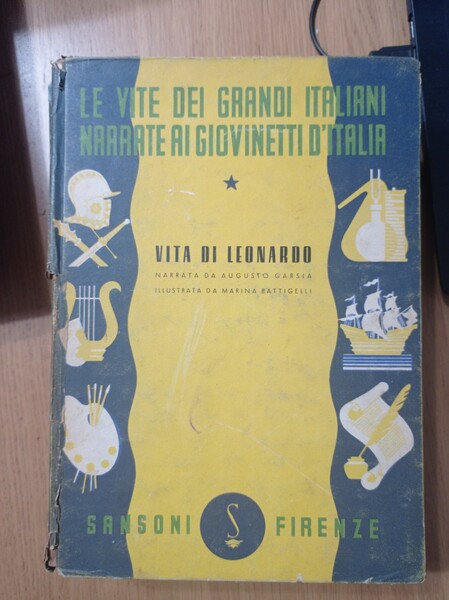 LE VITE DEI GRANDI ITALIANI
NARRATE AI GIOVINETTI D'ITALIA
VITA DI LEONARDO
NARRATA DA AUGUSTO GARSIA
ILLUSTRATA DA MARINA BATTIGELLI
SANSONI S FIRENZE